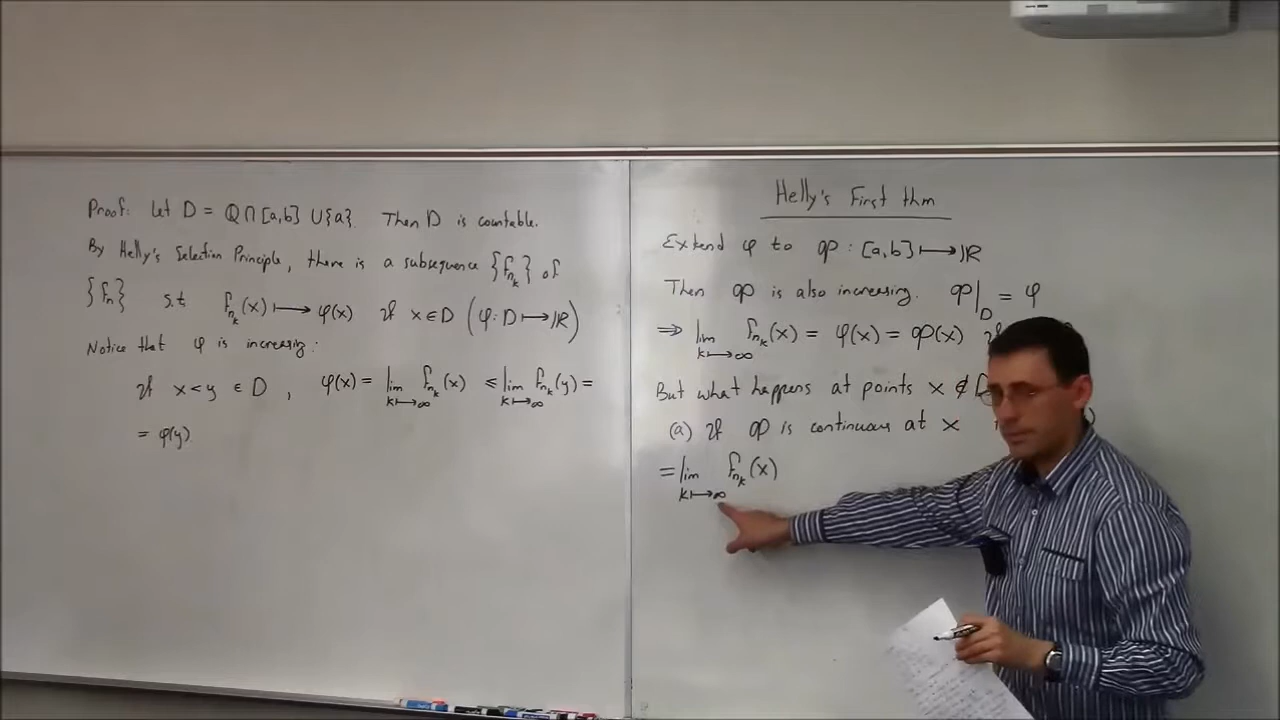 Proof: Let D = Q∩[a,b] ∪{a}. Then D is countable.
By Helly's Selection Principle, there is a subsequence {f_{n_k}} of
{f_n} s.t f_{n_k}(x) ⟼ φ(x) if x∈D (φ: D ⟼ ℝ)
Notice that φ is increasing:
If x < y ∈ D, φ(x) = lim_{k↦∞} f_{n_k}(x) ≤ lim_{k↦∞} f_{n_k}(y) =
= φ(y).
Helly's First thm
Extend φ to φ : [a,b] ⟼ ℝ
Then φ is also increasing. φ|_D = φ
⇒ lim_{k↦∞} f_{n_k}(x) = φ(x) = φ(x)
But what happens at points x ∉ D
(a) If φ is continuous at x
= lim_{k↦∞} f_{n_k}(x)